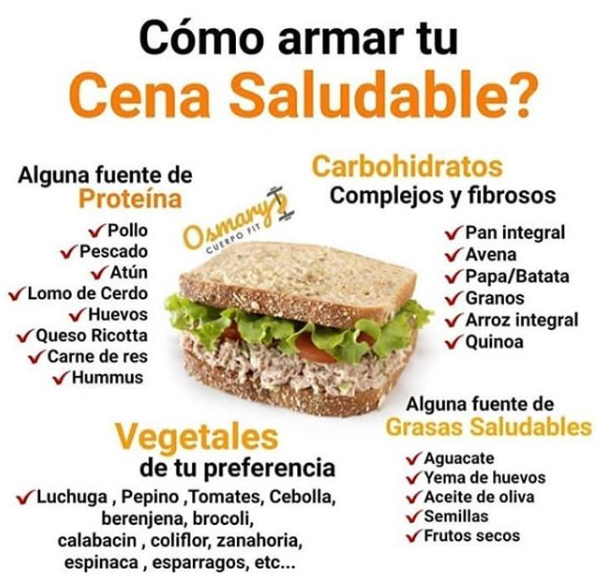 Cómo armar tu
Cena Saludable?
Alguna fuente de
Proteína
Pollo
Pescado
Atún
Lomo de Cerdo
Huevos
Queso Ricotta
Carne de res
Hummus
Osmarys
CUERPO FIT
Carbohidratos
Complejos y fibrosos
Pan integral
Avena
Papa/Batata
Granos
Arroz integral
Quinoa
Vegetales
de tu preferencia
Luchuga , Pepino ,Tomates, Cebolla,
berenjena, brocoli,
calabacin , coliflor, zanahoria,
espinaca , esparragos, etc...
Alguna fuente de
Grasas Saludables
Aguacate
Yema de huevos
Aceite de oliva
Semillas
Frutos secos